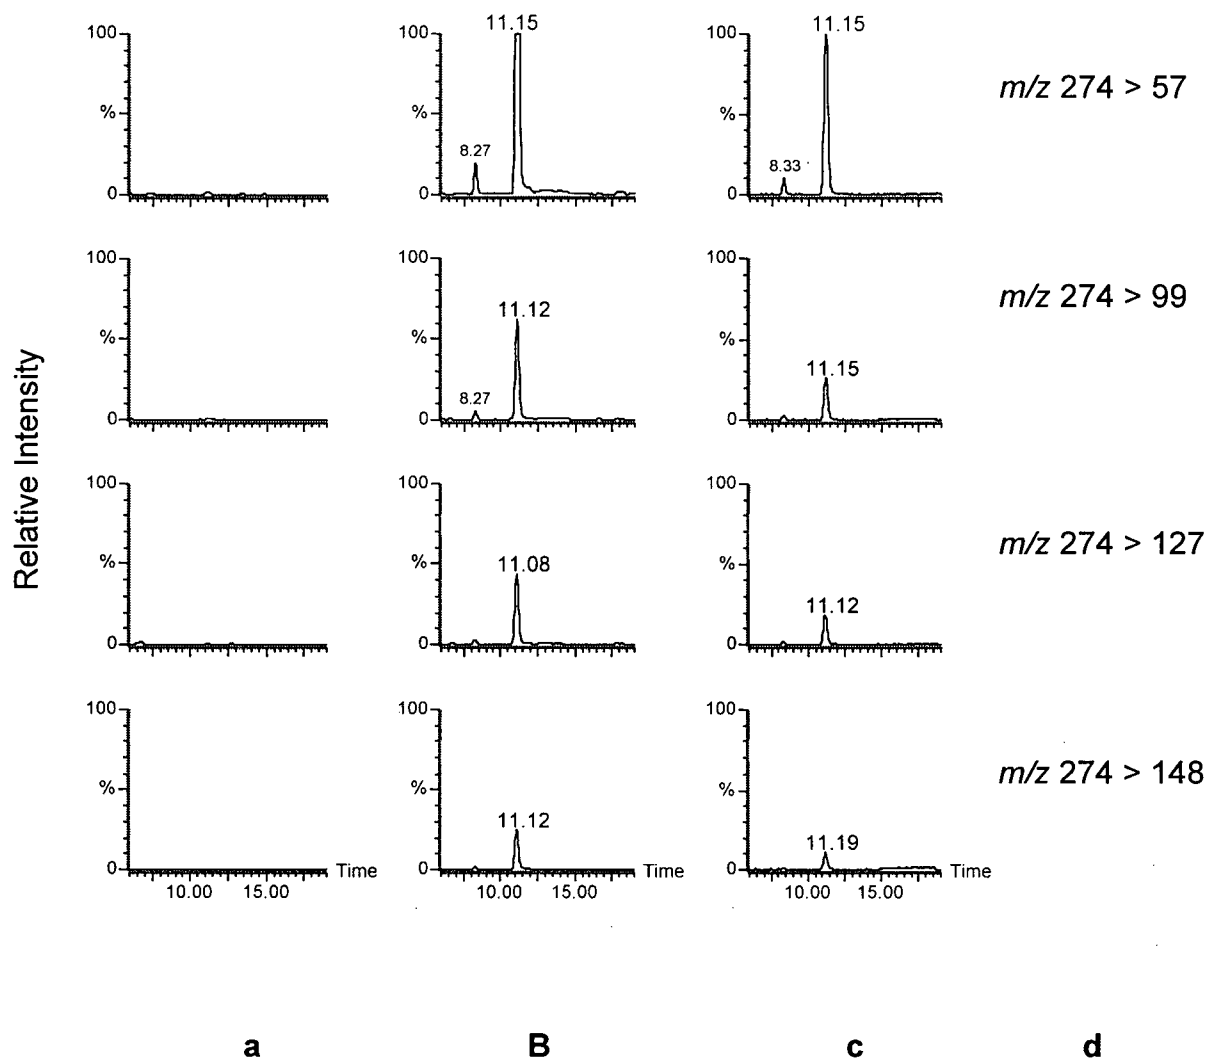 100 % 0
100 11.15 % 8.27 0
100 11.15 % 8.33 0
m/z 274 > 57
100 % 0
100 11.12 % 8.27 0
100 11.15 % 0
m/z 274 > 99
Relative Intensity
100 % 0
100 11.08 % 0
100 11.12 % 0
m/z 274 > 127
100 % 0 Time
10.00 15.00
100 % 11.12 0 Time
10.00 15.00
100 % 11.19 0 Time
10.00 15.00
m/z 274 > 148
a B c d